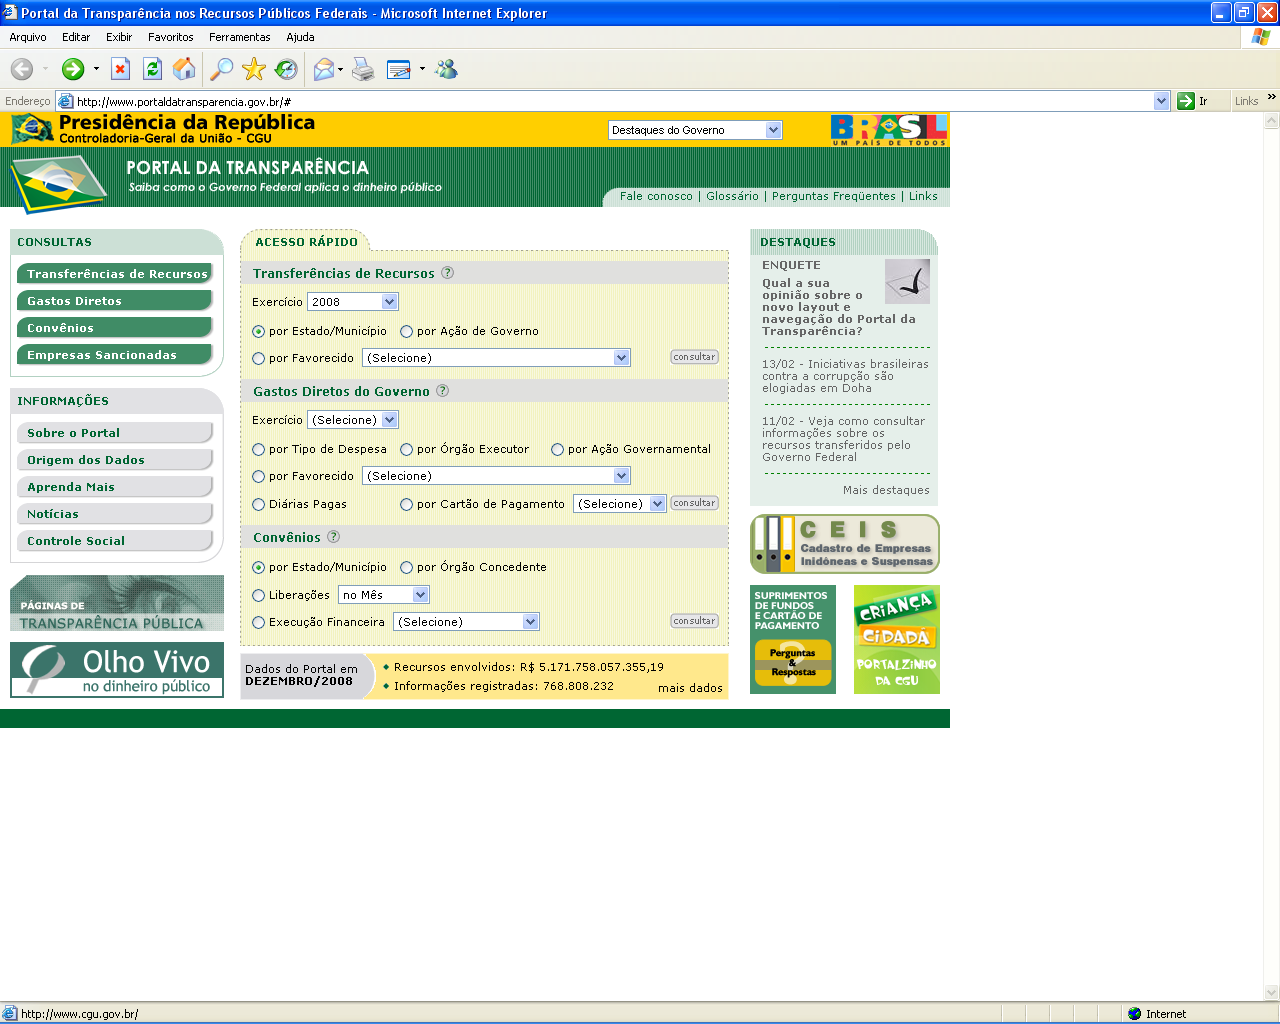 Portal da Transparência nos Recursos Públicos Federais - Microsoft Internet Explorer
Arquivo Editar Exibir Favoritos Ferramentas Ajuda
Endereço http://www.portaldatransparencia.gov.br/# Ir Links »
Presidência da República
Controladoria-Geral da União - CGU
Destaques do Governo
BRASIL
UM PAÍS DE TODOS
PORTAL DA TRANSPARÊNCIA
Saiba como o Governo Federal aplica o dinheiro público
Fale conosco | Glossário | Perguntas Freqüentes | Links
CONSULTAS
Transferências de Recursos
Gastos Diretos
Convênios
Empresas Sancionadas
INFORMAÇÕES
Sobre o Portal
Origem dos Dados
Aprenda Mais
Notícias
Controle Social
PÁGINAS DE
TRANSPARÊNCIA PÚBLICA
Olho Vivo
no dinheiro público
ACESSO RÁPIDO
Transferências de Recursos ?
Exercício 2008
por Estado/Município por Ação de Governo
por Favorecido (Selecione) consultar
Gastos Diretos do Governo ?
Exercício (Selecione)
por Tipo de Despesa por Órgão Executor por Ação Governamental
por Favorecido (Selecione)
Diárias Pagas por Cartão de Pagamento (Selecione) consultar
Convênios ?
por Estado/Município por Órgão Concedente
Liberações no Mês
Execução Financeira (Selecione) consultar
Dados do Portal em
DEZEMBRO/2008
Recursos envolvidos: R$ 5.171.758.057.355,19
Informações registradas: 768.808.232
mais dados
DESTAQUES
ENQUETE
Qual a sua
opinião sobre o
novo layout e
navegação do Portal da
Transparência?
13/02 - Iniciativas brasileiras
contra a corrupção são
elogiadas em Doha
11/02 - Veja como consultar
informações sobre os
recursos transferidos pelo
Governo Federal
Mais destaques
CEIS
Cadastro de Empresas
Inidôneas e Suspensas
SUPRIMENTOS
DE FUNDOS
E CARTÃO DE
PAGAMENTO
Perguntas
&
Respostas
CRIANÇA
CIDADÃ
PORTALZINHO
DA CGU
http://www.cgu.gov.br/
Internet